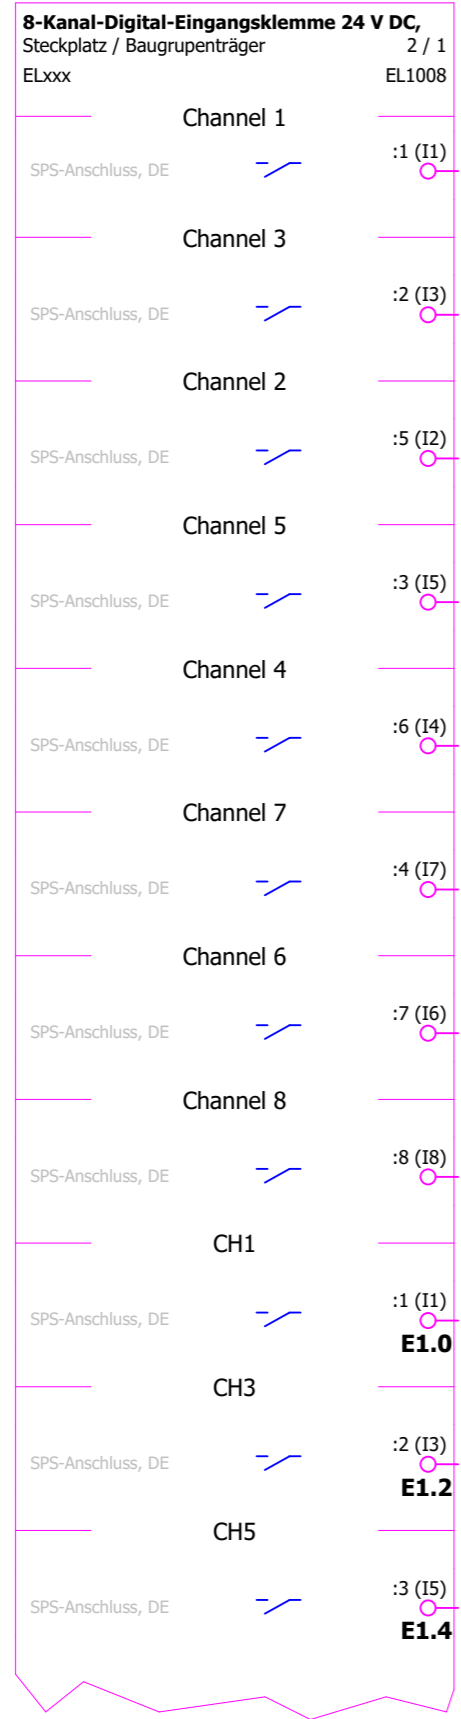 8-Kanal-Digital-Eingangsklemme 24 V DC,
Steckplatz / Baugrupenträger 2 / 1
ELxxx EL1008
Channel 1
:1 (I1)
SPS-Anschluss, DE
Channel 3
:2 (I3)
SPS-Anschluss, DE
Channel 2
:5 (I2)
SPS-Anschluss, DE
Channel 5
:3 (I5)
SPS-Anschluss, DE
Channel 4
:6 (I4)
SPS-Anschluss, DE
Channel 7
:4 (I7)
SPS-Anschluss, DE
Channel 6
:7 (I6)
SPS-Anschluss, DE
Channel 8
:8 (I8)
SPS-Anschluss, DE
CH1
:1 (I1)
SPS-Anschluss, DE
E1.0
CH3
:2 (I3)
SPS-Anschluss, DE
E1.2
CH5
:3 (I5)
SPS-Anschluss, DE
E1.4